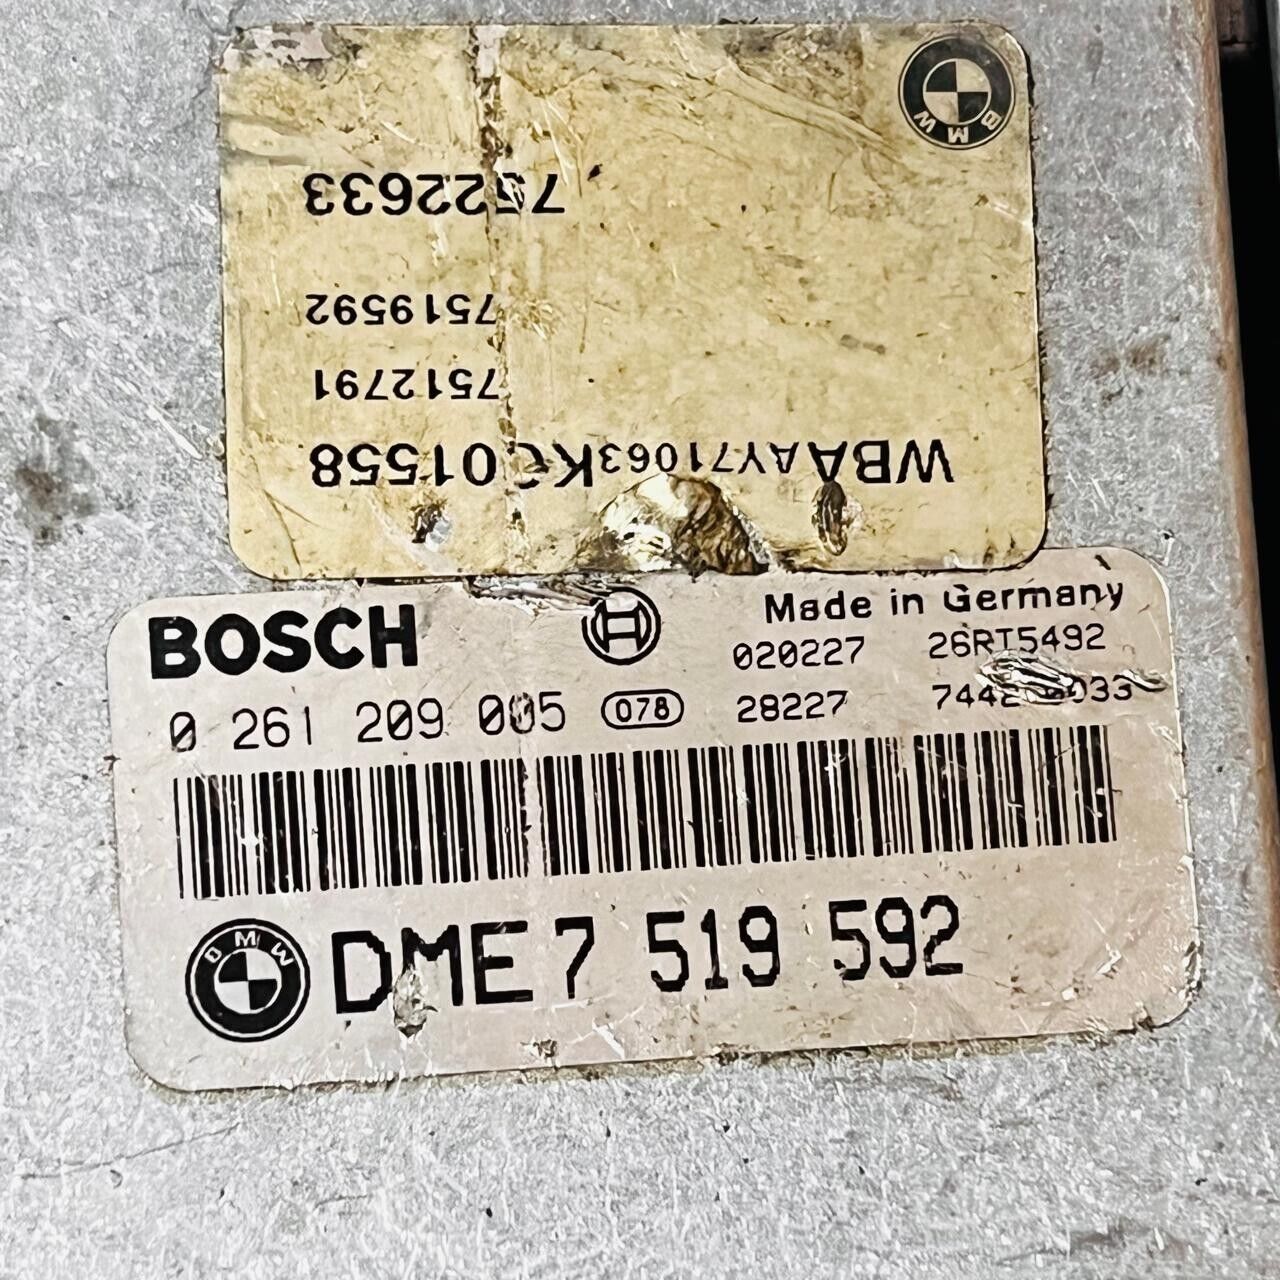 WBAAY71063KC01558
7512791
7519592
7522633
BMW
BOSCH
Made in Germany
020227 26RT5492
0 261 209 005 078 28227
BMW DME 7 519 592